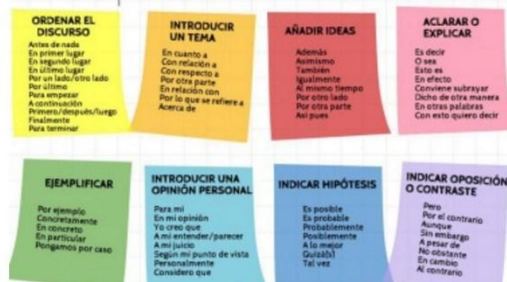 ORDENAR EL
DISCURSO
Antes de nada
En primer lugar
En segundo lugar
En último lugar
Por un lado/otro lado
Por último
Para empezar
A continuación
Primero/después/luego
Finalmente
Para terminar
INTRODUCIR
UN TEMA
En cuanto a
Con relación a
Con respecto a
Por otra parte
En relación con
Por lo que se refiere a
Acerca de
AÑADIR IDEAS
Además
Asimismo
También
Igualmente
Al mismo tiempo
Por otro lado
Por otra parte
Así pues
ACLARAR O
EXPLICAR
Es decir
O sea
Esto es
En efecto
Conviene subrayar
Dicho de otra manera
En otras palabras
Con esto quiero decir
EJEMPLIFICAR
Por ejemplo
Concretamente
En concreto
En particular
Pongamos por caso
INTRODUCIR UNA
OPINIÓN PERSONAL
Para mi
En mi opinión
Yo creo que
A mi entender/parecer
A mi juicio
Según mi punto de vista
Personalmente
Considero que
INDICAR HIPÓTESIS
Es posible
Es probable
Probablemente
Posiblemente
A lo mejor
Quizá(s)
Tal vez
INDICAR OPOSICIÓN
O CONTRASTE
Pero
Por el contrario
Aunque
Sin embargo
A pesar de
No obstante
En cambio
Al contrario